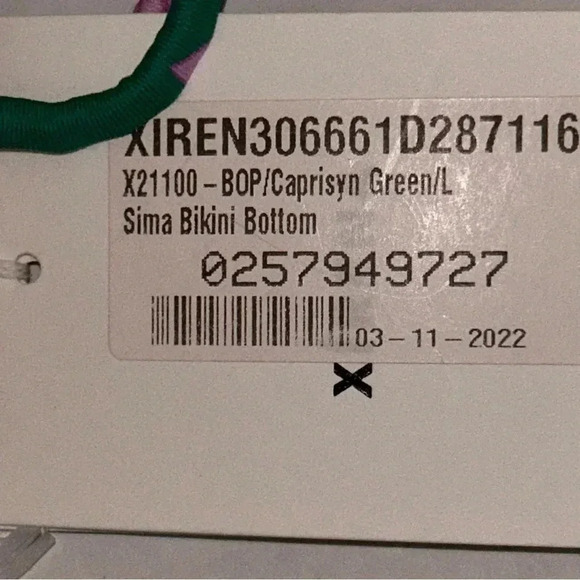 XIREN306661D287116
X21100-BOP/Caprisyn Green/L
Sima Bikini Bottom
0257949727
03-11-2022
X